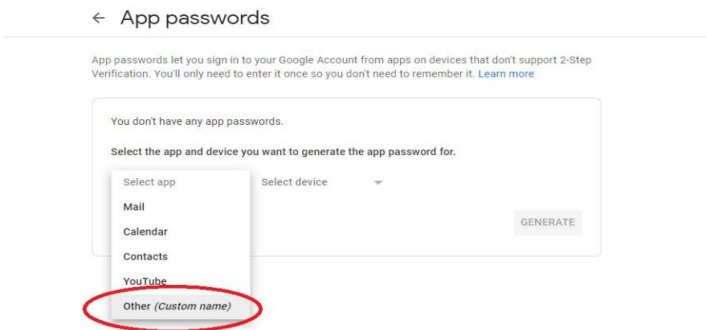 ← App passwords
App passwords let you sign in to your Google Account from apps on devices that don't support 2-Step
Verification. You'll only need to enter it once so you don't need to remember it. Learn more
You don't have any app passwords.
Select the app and device you want to generate the app password for.
Select app Select device
Mail
Calendar
GENERATE
Contacts
YouTube
Other (Custom name)